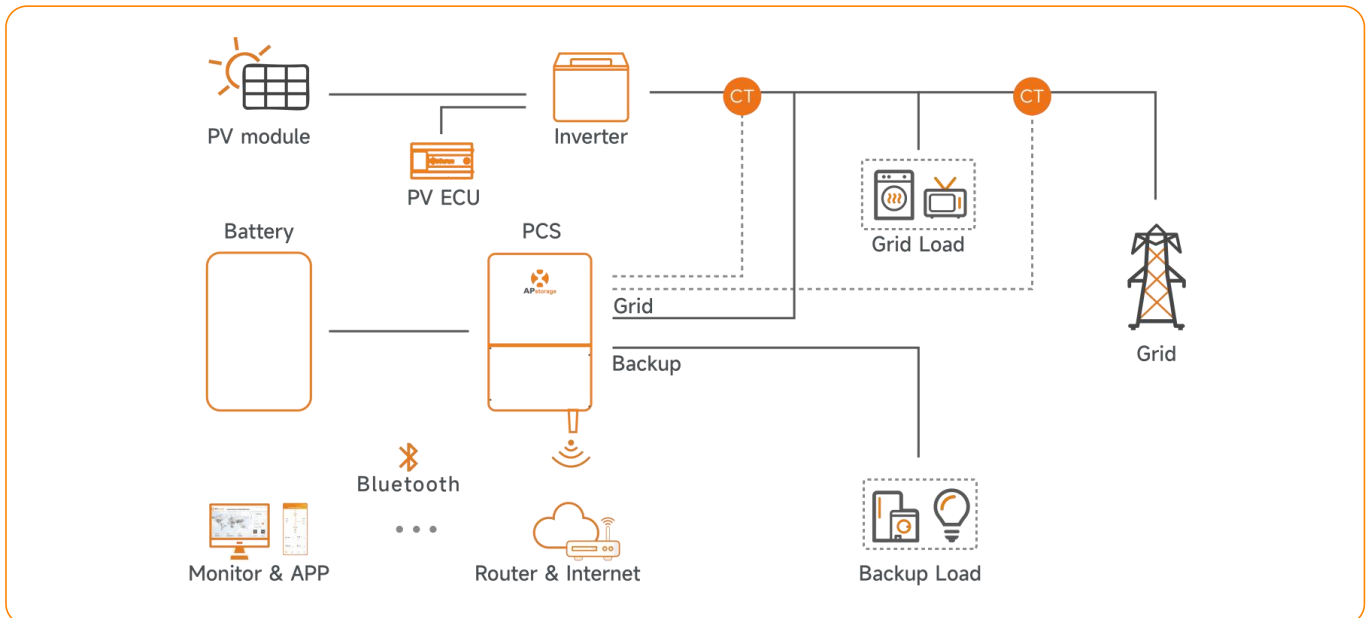 CT
CT
PV module
Inverter
PV ECU
Grid Load
Battery
PCS
APstorage
Grid
Backup
Grid
Bluetooth
Monitor & APP
Router & Internet
Backup Load